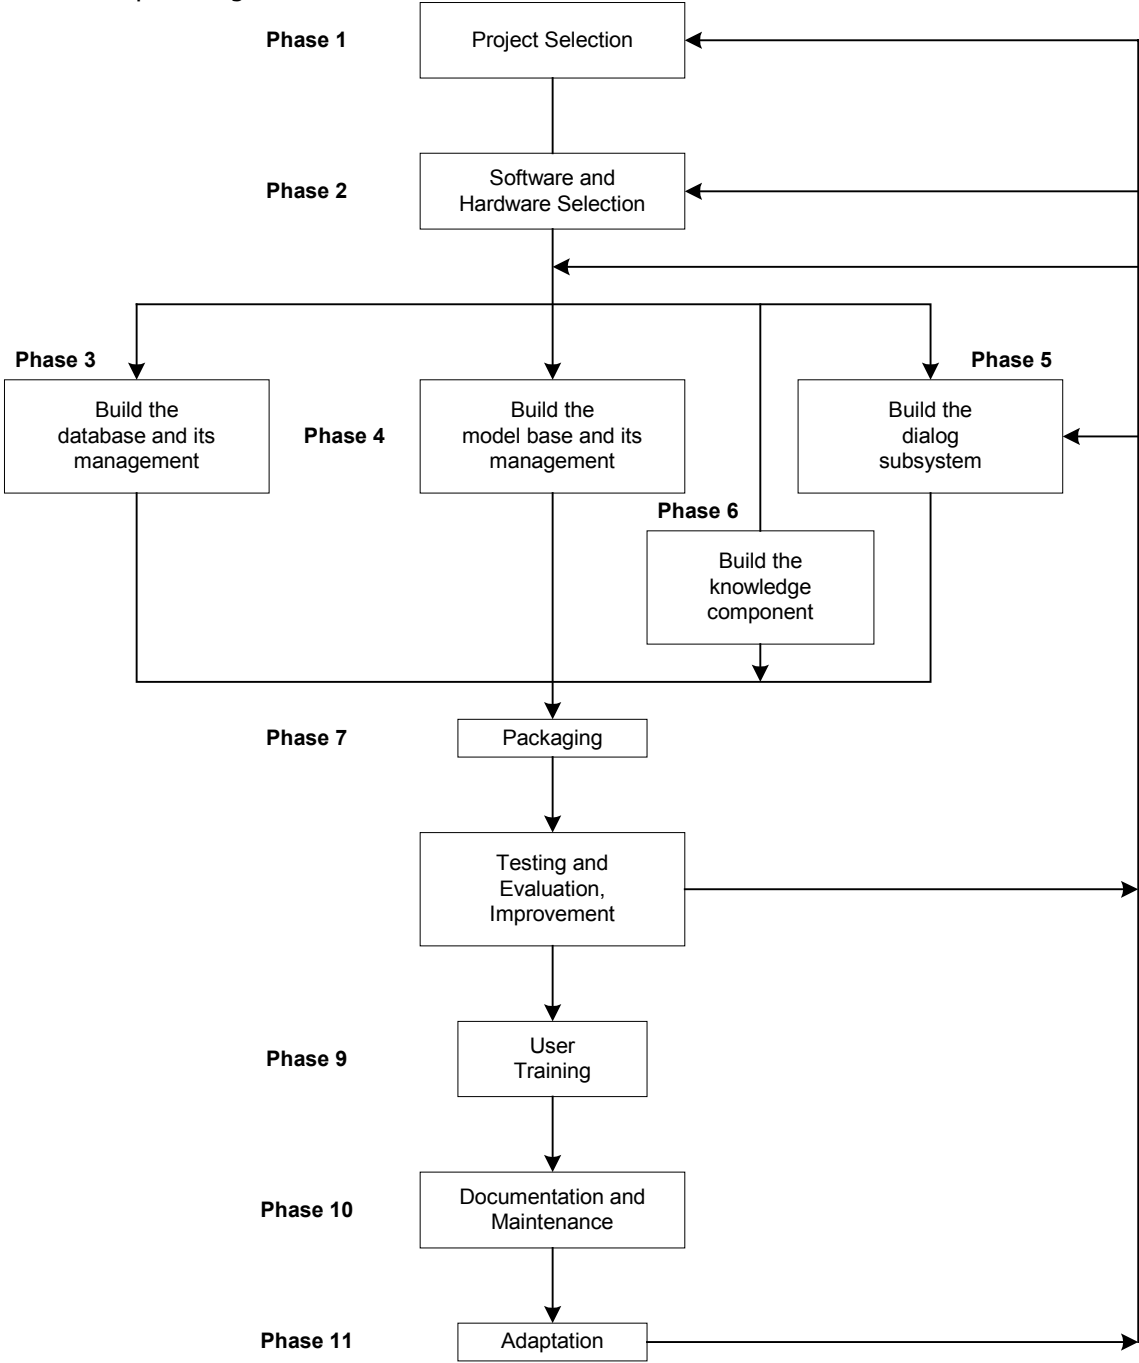 Phase 1
Project Selection
Phase 2
Software and
Hardware Selection
Phase 3
Build the
database and its
management
Phase 4
Build the
model base and its
management
Phase 5
Build the
dialog
subsystem
Phase 6
Build the
knowledge
component
Phase 7
Packaging
Testing and
Evaluation,
Improvement
Phase 9
User
Training
Phase 10
Documentation and
Maintenance
Phase 11
Adaptation